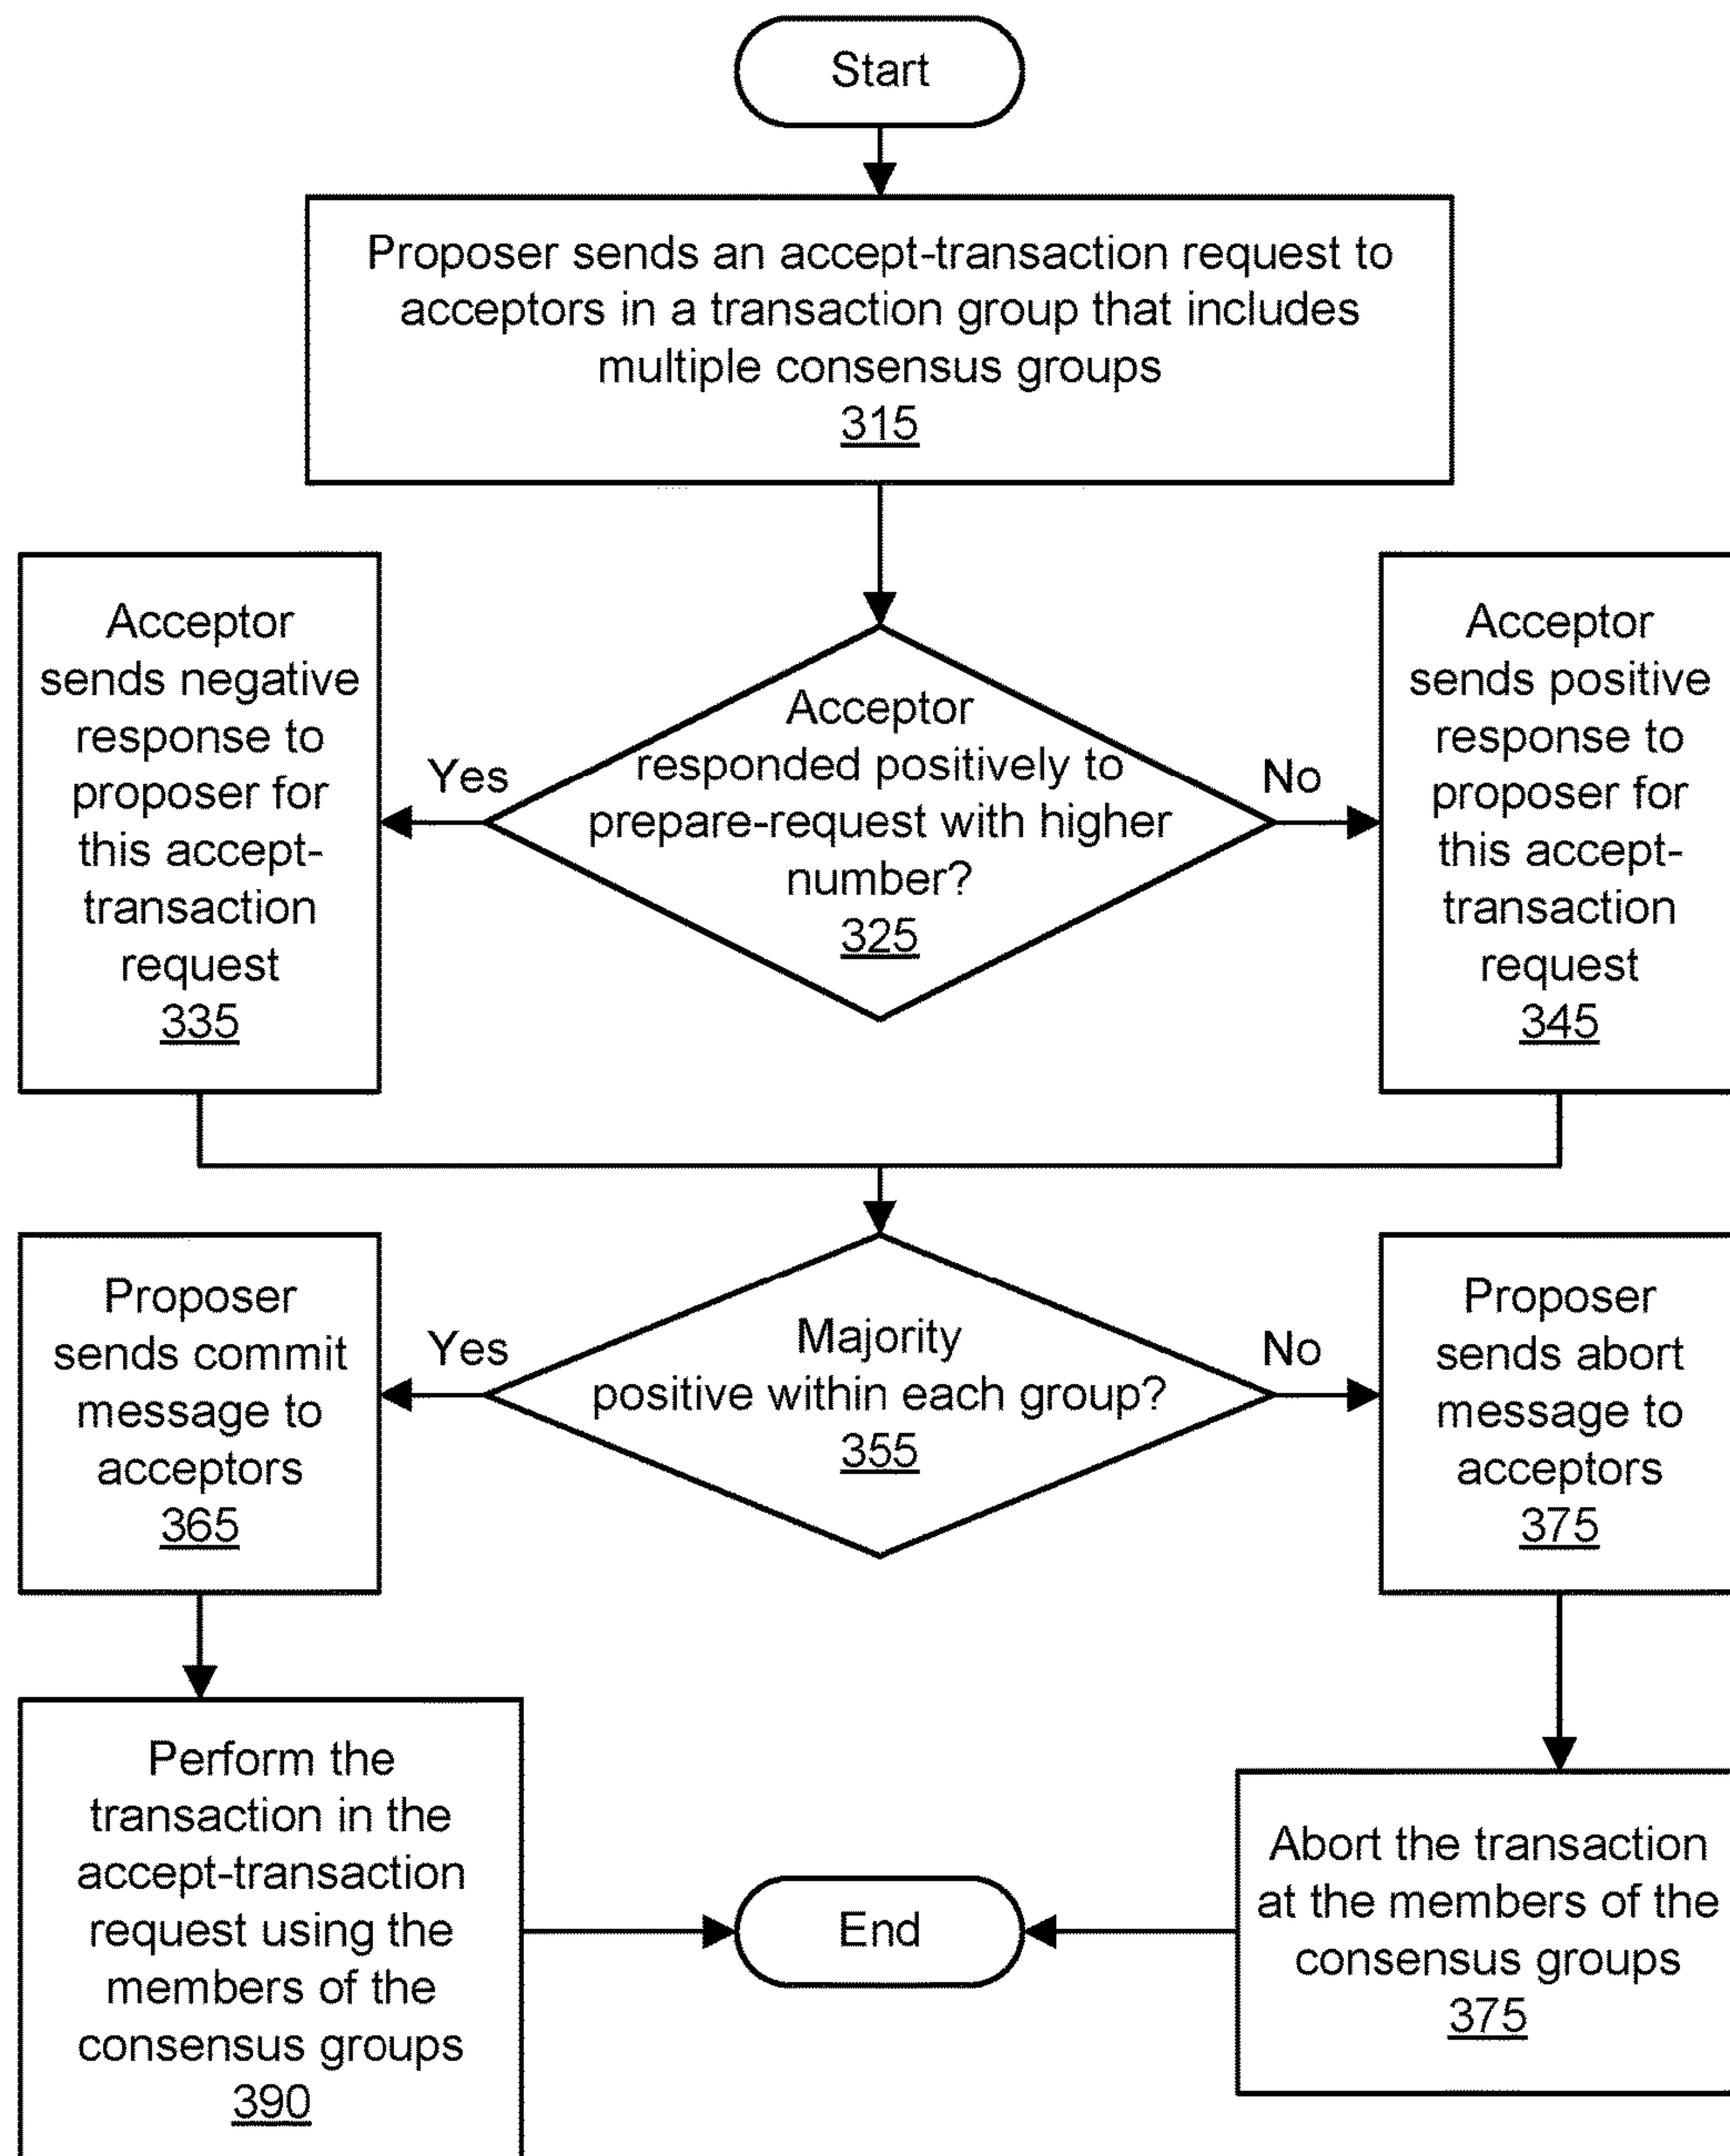 Start
Proposer sends an accept-transaction request to
acceptors in a transaction group that includes
multiple consensus groups
315
Acceptor
sends negative
response to
proposer for
this accept-
transaction
request
335
Yes
Acceptor
responded positively to
prepare-request with higher
number?
325
No
Acceptor
sends positive
response to
proposer for
this accept-
transaction
request
345
Proposer
sends commit
message to
acceptors
365
Yes
Majority
positive within each group?
355
No
Proposer
sends abort
message to
acceptors
375
Perform the
transaction in the
accept-transaction
request using the
members of the
consensus groups
390
End
Abort the transaction
at the members of the
consensus groups
375